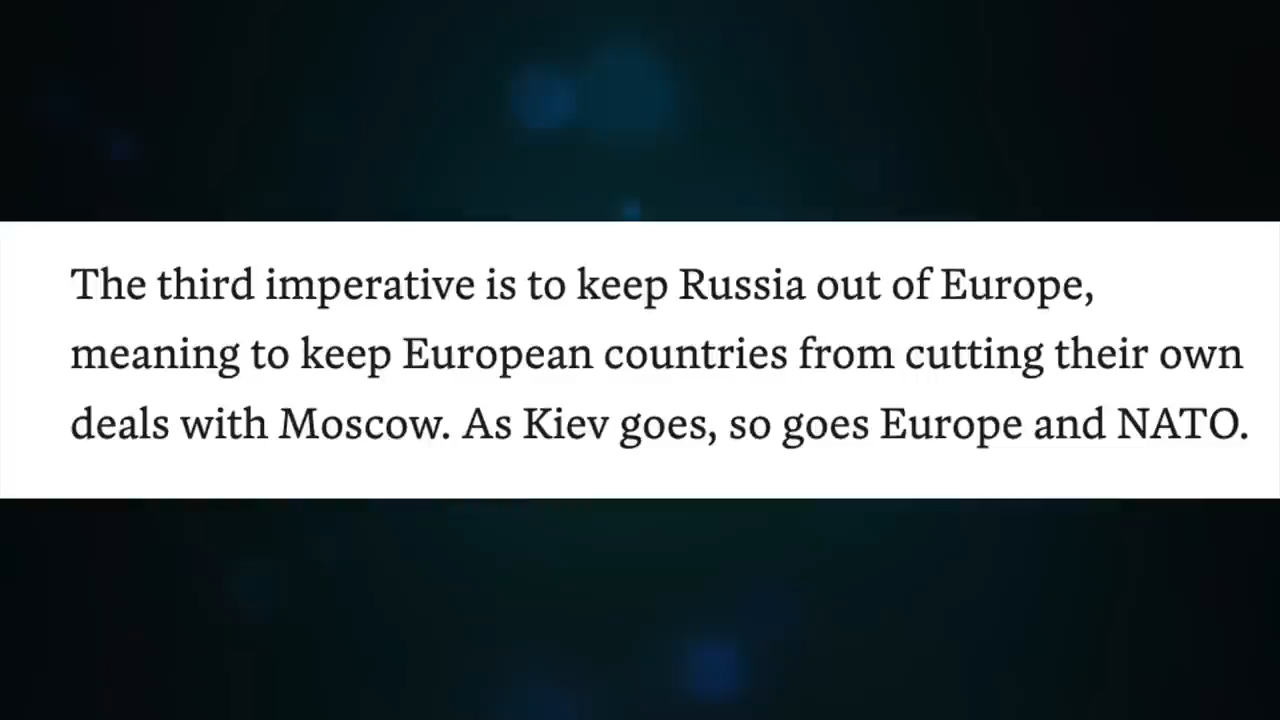 The third imperative is to keep Russia out of Europe,
meaning to keep European countries from cutting their own
deals with Moscow. As Kiev goes, so goes Europe and NATO.